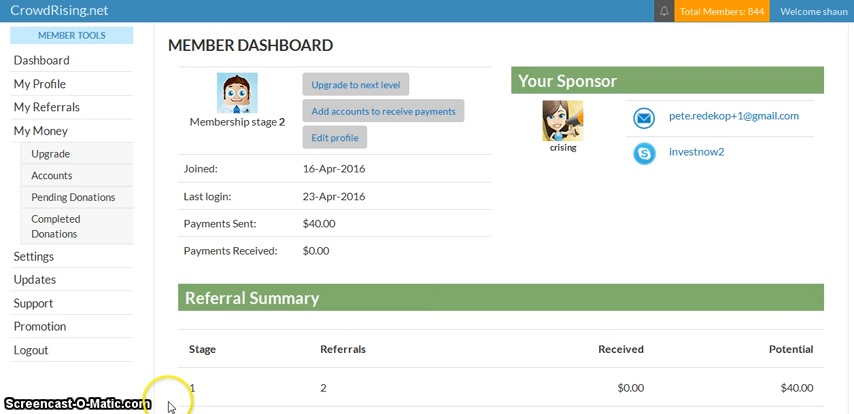 CrowdRising.net
Total Members: 844
Welcome shaun
MEMBER TOOLS
Dashboard
My Profile
My Referrals
My Money
Upgrade
Accounts
Pending Donations
Completed
Donations
Settings
Updates
Support
Promotion
Logout
MEMBER DASHBOARD
Membership stage 2
Upgrade to next level
Add accounts to receive payments
Edit profile
Joined: 16-Apr-2016
Last login: 23-Apr-2016
Payments Sent: $40.00
Payments Received: $0.00
Your Sponsor
crising
pete.redekop+1@gmail.com
investnow2
Referral Summary
Stage Referrals Received Potential
1 2 $0.00 $40.00
Screencast-O-Matic.com